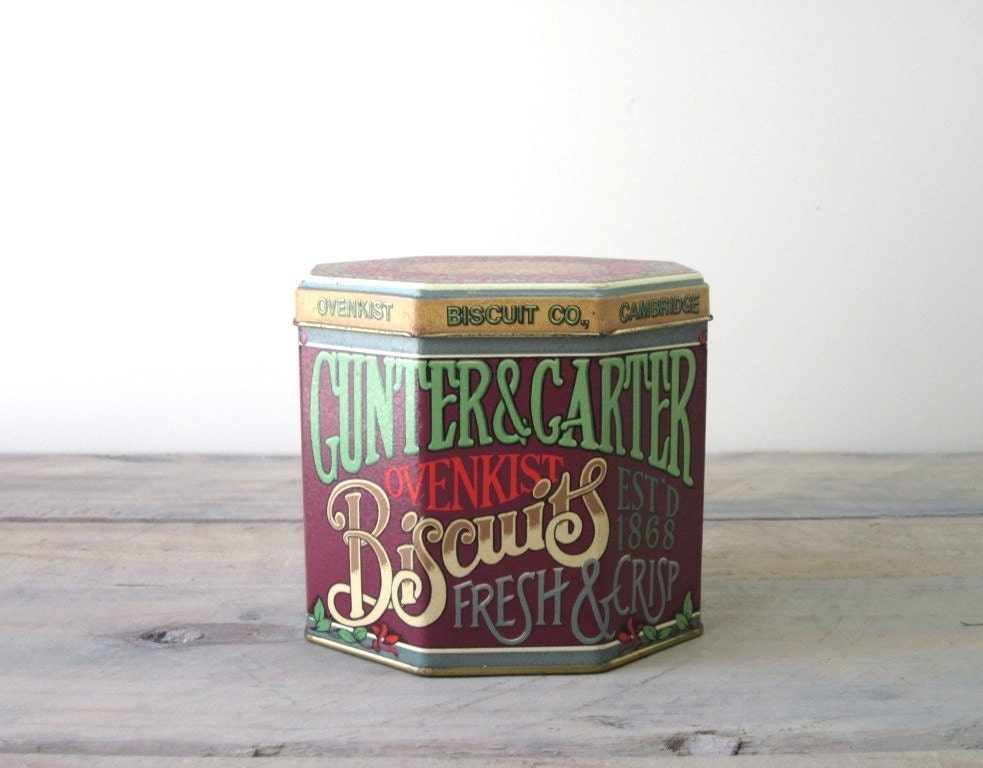 OVENKIST BISCUIT CO., CAMBRIDGE
GUNTER & CARTER
OVENKIST
Biscuits
EST'D
1868
FRESH & CRISP